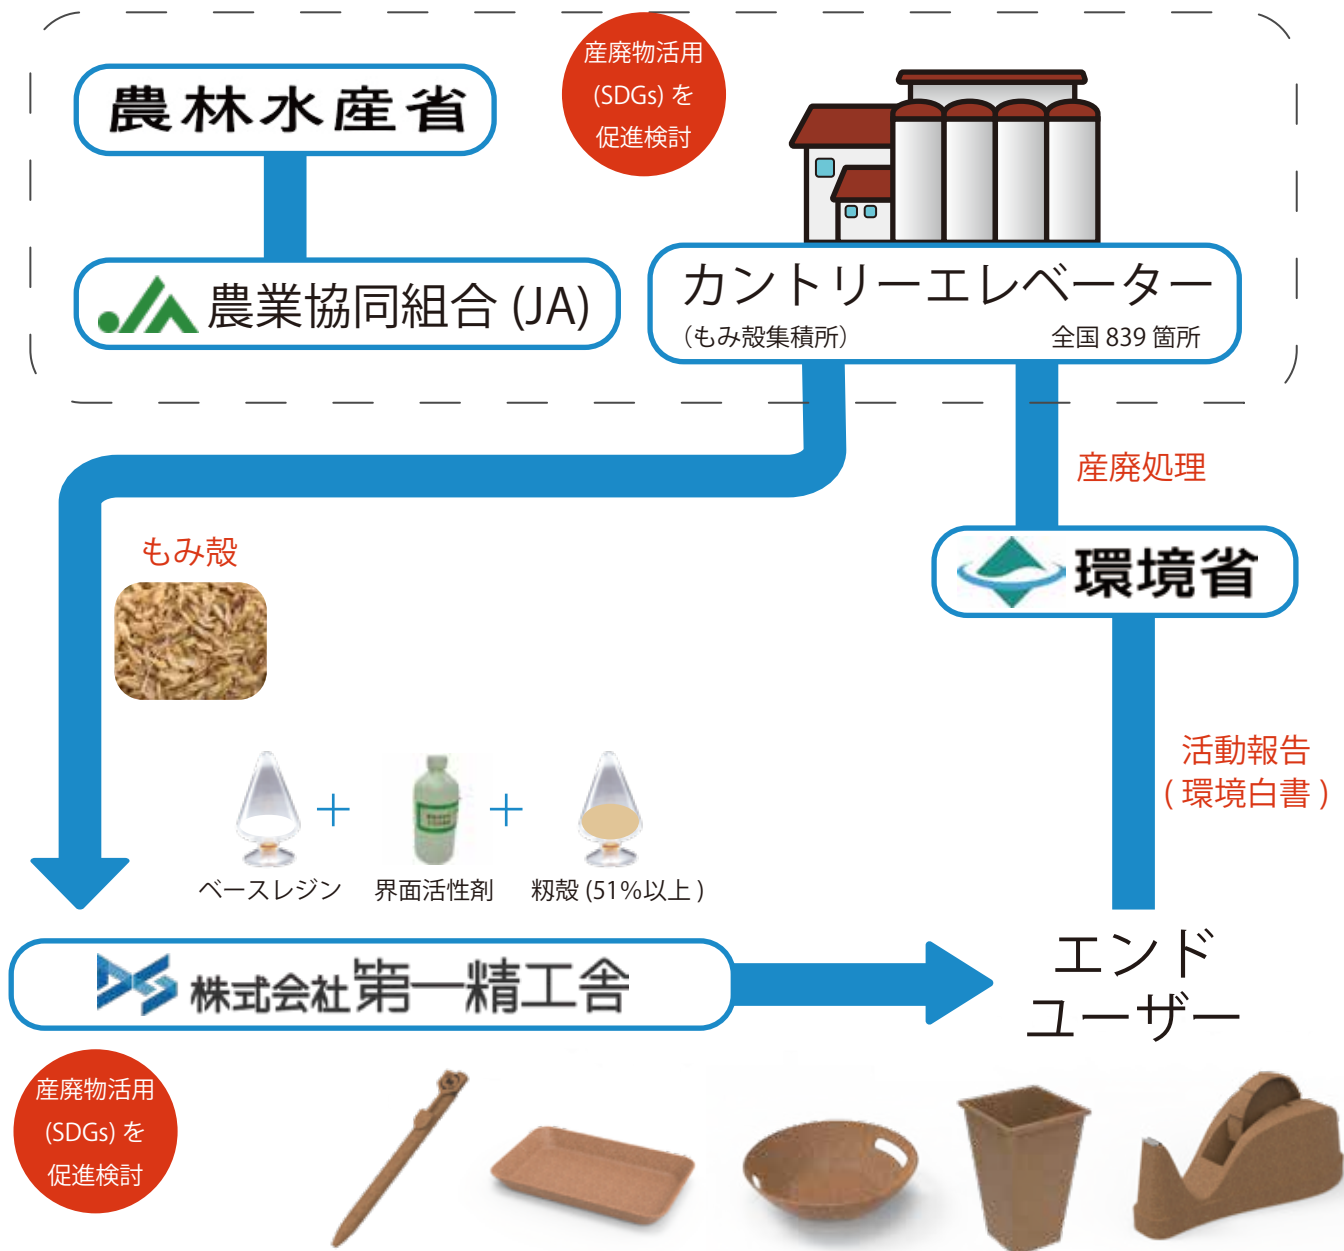 産廃物活用
(SDGs) を
促進検討
農林水産省
農業協同組合 (JA)
カントリーエレベーター
（もみ殻集積所）
全国 839 箇所
産廃処理
もみ殻
環境省
活動報告
( 環境白書 )
ベースレジン
界面活性剤
籾殻 (51%以上 )
株式会社第一精工舎
エンド
ユーザー
産廃物活用
(SDGs) を
促進検討